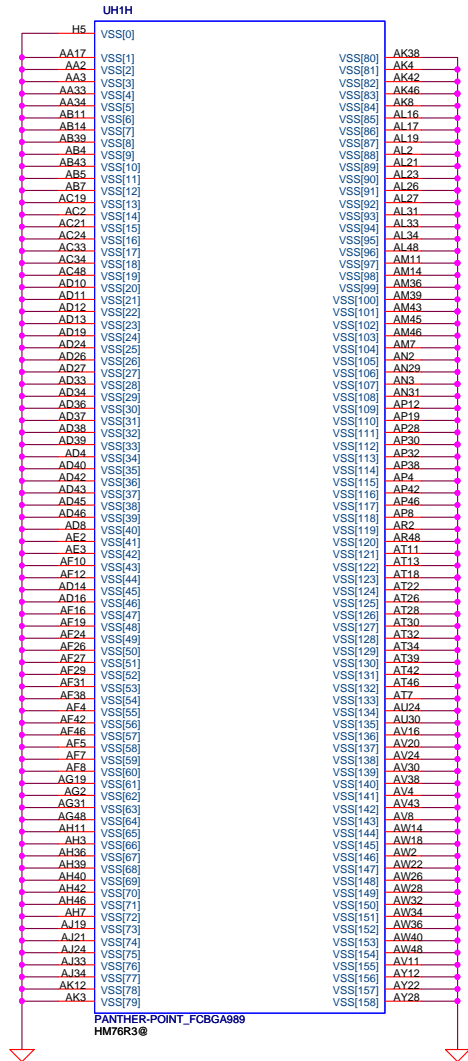 UH1H
H5 VSS[0]
AA17 VSS[1]
AA2 VSS[2]
AA3 VSS[3]
AA33 VSS[4]
AA34 VSS[5]
AB11 VSS[6]
AB14 VSS[7]
AB39 VSS[8]
AB4 VSS[9]
AB43 VSS[10]
AB5 VSS[11]
AB7 VSS[12]
AC19 VSS[13]
AC2 VSS[14]
AC21 VSS[15]
AC24 VSS[16]
AC33 VSS[17]
AC34 VSS[18]
AC48 VSS[19]
AD10 VSS[20]
AD11 VSS[21]
AD12 VSS[22]
AD13 VSS[23]
AD19 VSS[24]
AD24 VSS[25]
AD26 VSS[26]
AD27 VSS[27]
AD33 VSS[28]
AD34 VSS[29]
AD36 VSS[30]
AD37 VSS[31]
AD38 VSS[32]
AD39 VSS[33]
AD4 VSS[34]
AD40 VSS[35]
AD42 VSS[36]
AD43 VSS[37]
AD45 VSS[38]
AD46 VSS[39]
AD8 VSS[40]
AE2 VSS[41]
AE3 VSS[42]
AF10 VSS[43]
AF12 VSS[44]
AD14 VSS[45]
AD16 VSS[46]
AF16 VSS[47]
AF19 VSS[48]
AF24 VSS[49]
AF26 VSS[50]
AF27 VSS[51]
AF29 VSS[52]
AF31 VSS[53]
AF38 VSS[54]
AF4 VSS[55]
AF42 VSS[56]
AF46 VSS[57]
AF5 VSS[58]
AF7 VSS[59]
AF8 VSS[60]
AG19 VSS[61]
AG2 VSS[62]
AG31 VSS[63]
AG48 VSS[64]
AH11 VSS[65]
AH3 VSS[66]
AH36 VSS[67]
AH39 VSS[68]
AH40 VSS[69]
AH42 VSS[70]
AH46 VSS[71]
AH7 VSS[72]
AJ19 VSS[73]
AJ21 VSS[74]
AJ24 VSS[75]
AJ33 VSS[76]
AJ34 VSS[77]
AK12 VSS[78]
AK3 VSS[79]
VSS[80] AK38
VSS[81] AK4
VSS[82] AK42
VSS[83] AK46
VSS[84] AK8
VSS[85] AL16
VSS[86] AL17
VSS[87] AL19
VSS[88] AL2
VSS[89] AL21
VSS[90] AL23
VSS[91] AL26
VSS[92] AL27
VSS[93] AL31
VSS[94] AL33
VSS[95] AL34
VSS[96] AL48
VSS[97] AM11
VSS[98] AM14
VSS[99] AM36
VSS[100] AM39
VSS[101] AM43
VSS[102] AM45
VSS[103] AM46
VSS[104] AM7
VSS[105] AN2
VSS[106] AN29
VSS[107] AN3
VSS[108] AN31
VSS[109] AP12
VSS[110] AP19
VSS[111] AP28
VSS[112] AP30
VSS[113] AP32
VSS[114] AP38
VSS[115] AP4
VSS[116] AP42
VSS[117] AP46
VSS[118] AP8
VSS[119] AR2
VSS[120] AR48
VSS[121] AT11
VSS[122] AT13
VSS[123] AT18
VSS[124] AT22
VSS[125] AT26
VSS[126] AT28
VSS[127] AT30
VSS[128] AT32
VSS[129] AT34
VSS[130] AT39
VSS[131] AT42
VSS[132] AT46
VSS[133] AT7
VSS[134] AU24
VSS[135] AU30
VSS[136] AV16
VSS[137] AV20
VSS[138] AV24
VSS[139] AV30
VSS[140] AV38
VSS[141] AV4
VSS[142] AV43
VSS[143] AV8
VSS[144] AW14
VSS[145] AW18
VSS[146] AW2
VSS[147] AW22
VSS[148] AW26
VSS[149] AW28
VSS[150] AW32
VSS[151] AW34
VSS[152] AW36
VSS[153] AW40
VSS[154] AW48
VSS[155] AV11
VSS[156] AY12
VSS[157] AY22
VSS[158] AY28
PANTHER-POINT_FCBGA989
HM76R3@